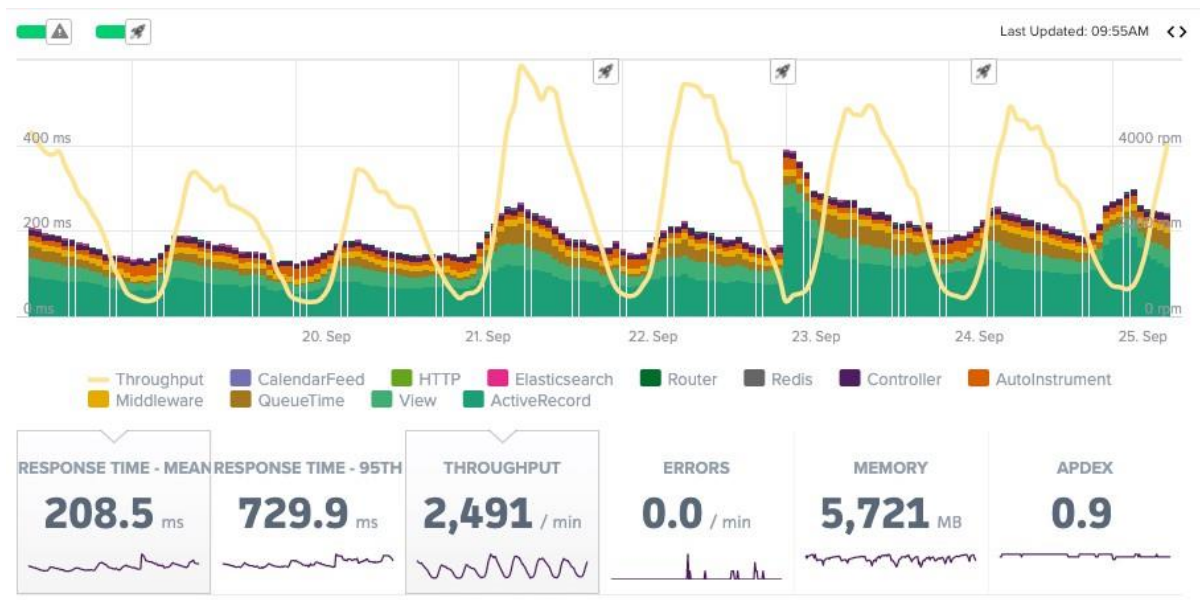 Last Updated: 09:55AM
400 ms
4000 rpm
200 ms
0 ms
0 rpm
20. Sep
21. Sep
22. Sep
23. Sep
24. Sep
25. Sep
Throughput
CalendarFeed
HTTP
Elasticsearch
Router
Redis
Controller
AutoInstrument
Middleware
QueueTime
View
ActiveRecord
RESPONSE TIME - MEAN
RESPONSE TIME - 95TH
THROUGHPUT
ERRORS
MEMORY
APDEX
208.5 ms
729.9 ms
2,491 / min
0.0 / min
5,721 MB
0.9